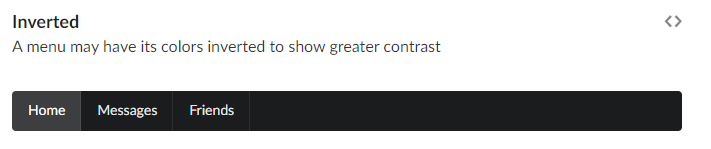 Inverted
A menu may have its colors inverted to show greater contrast
Home Messages Friends